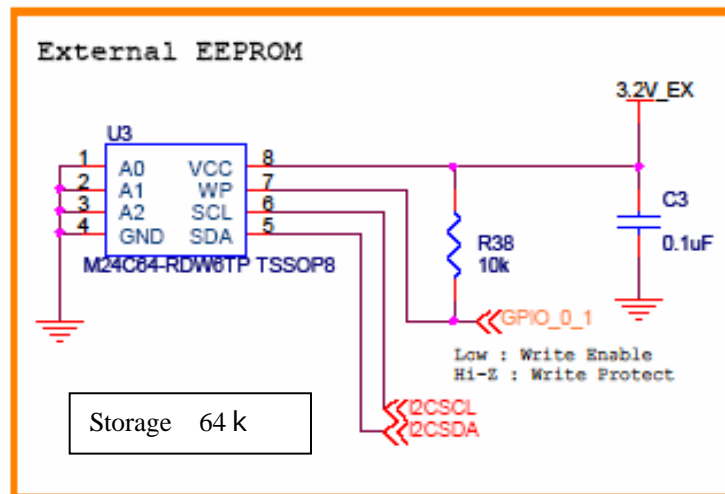 External EEPROM
3.2V_EX
U3
1 A0 VCC 8
2 A1 WP 7
3 A2 SCL 6
4 GND SDA 5
M24C64-RDW6TP TSSOP8
C3
0.1uF
R38
10k
GPIO_0_1
Low : Write Enable
Hi-Z : Write Protect
I2CSCL
I2CSDA
Storage 64 k